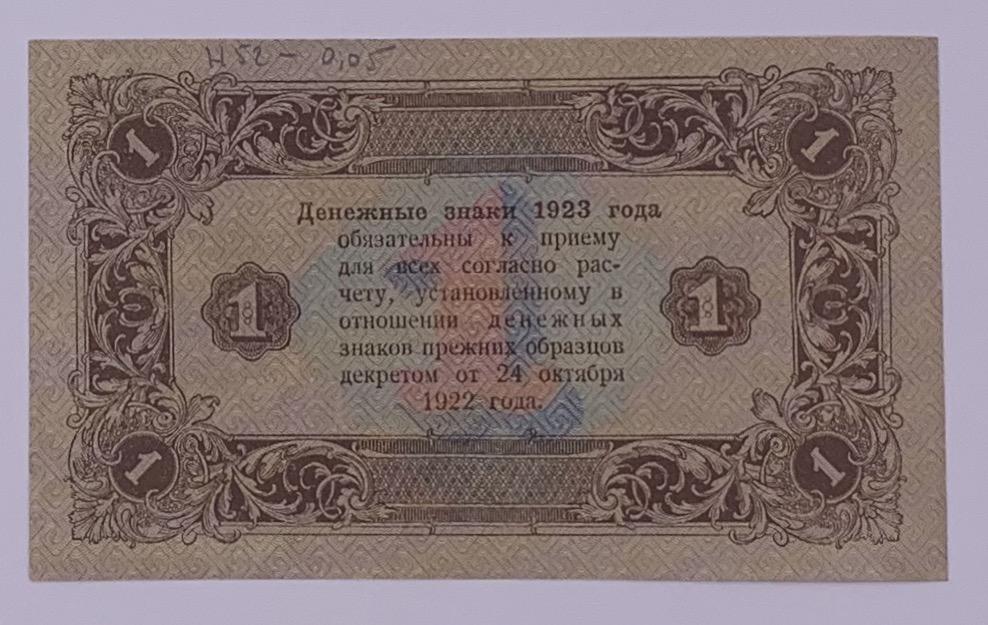 Н52 - 0,05
1 1
Денежные знаки 1923 года
обязательны к приему
для всех согласно рас-
чету, установленному в
1 отношении денежных 1
знаков прежних образцов
декретом от 24 октября
1922 года.
1 1